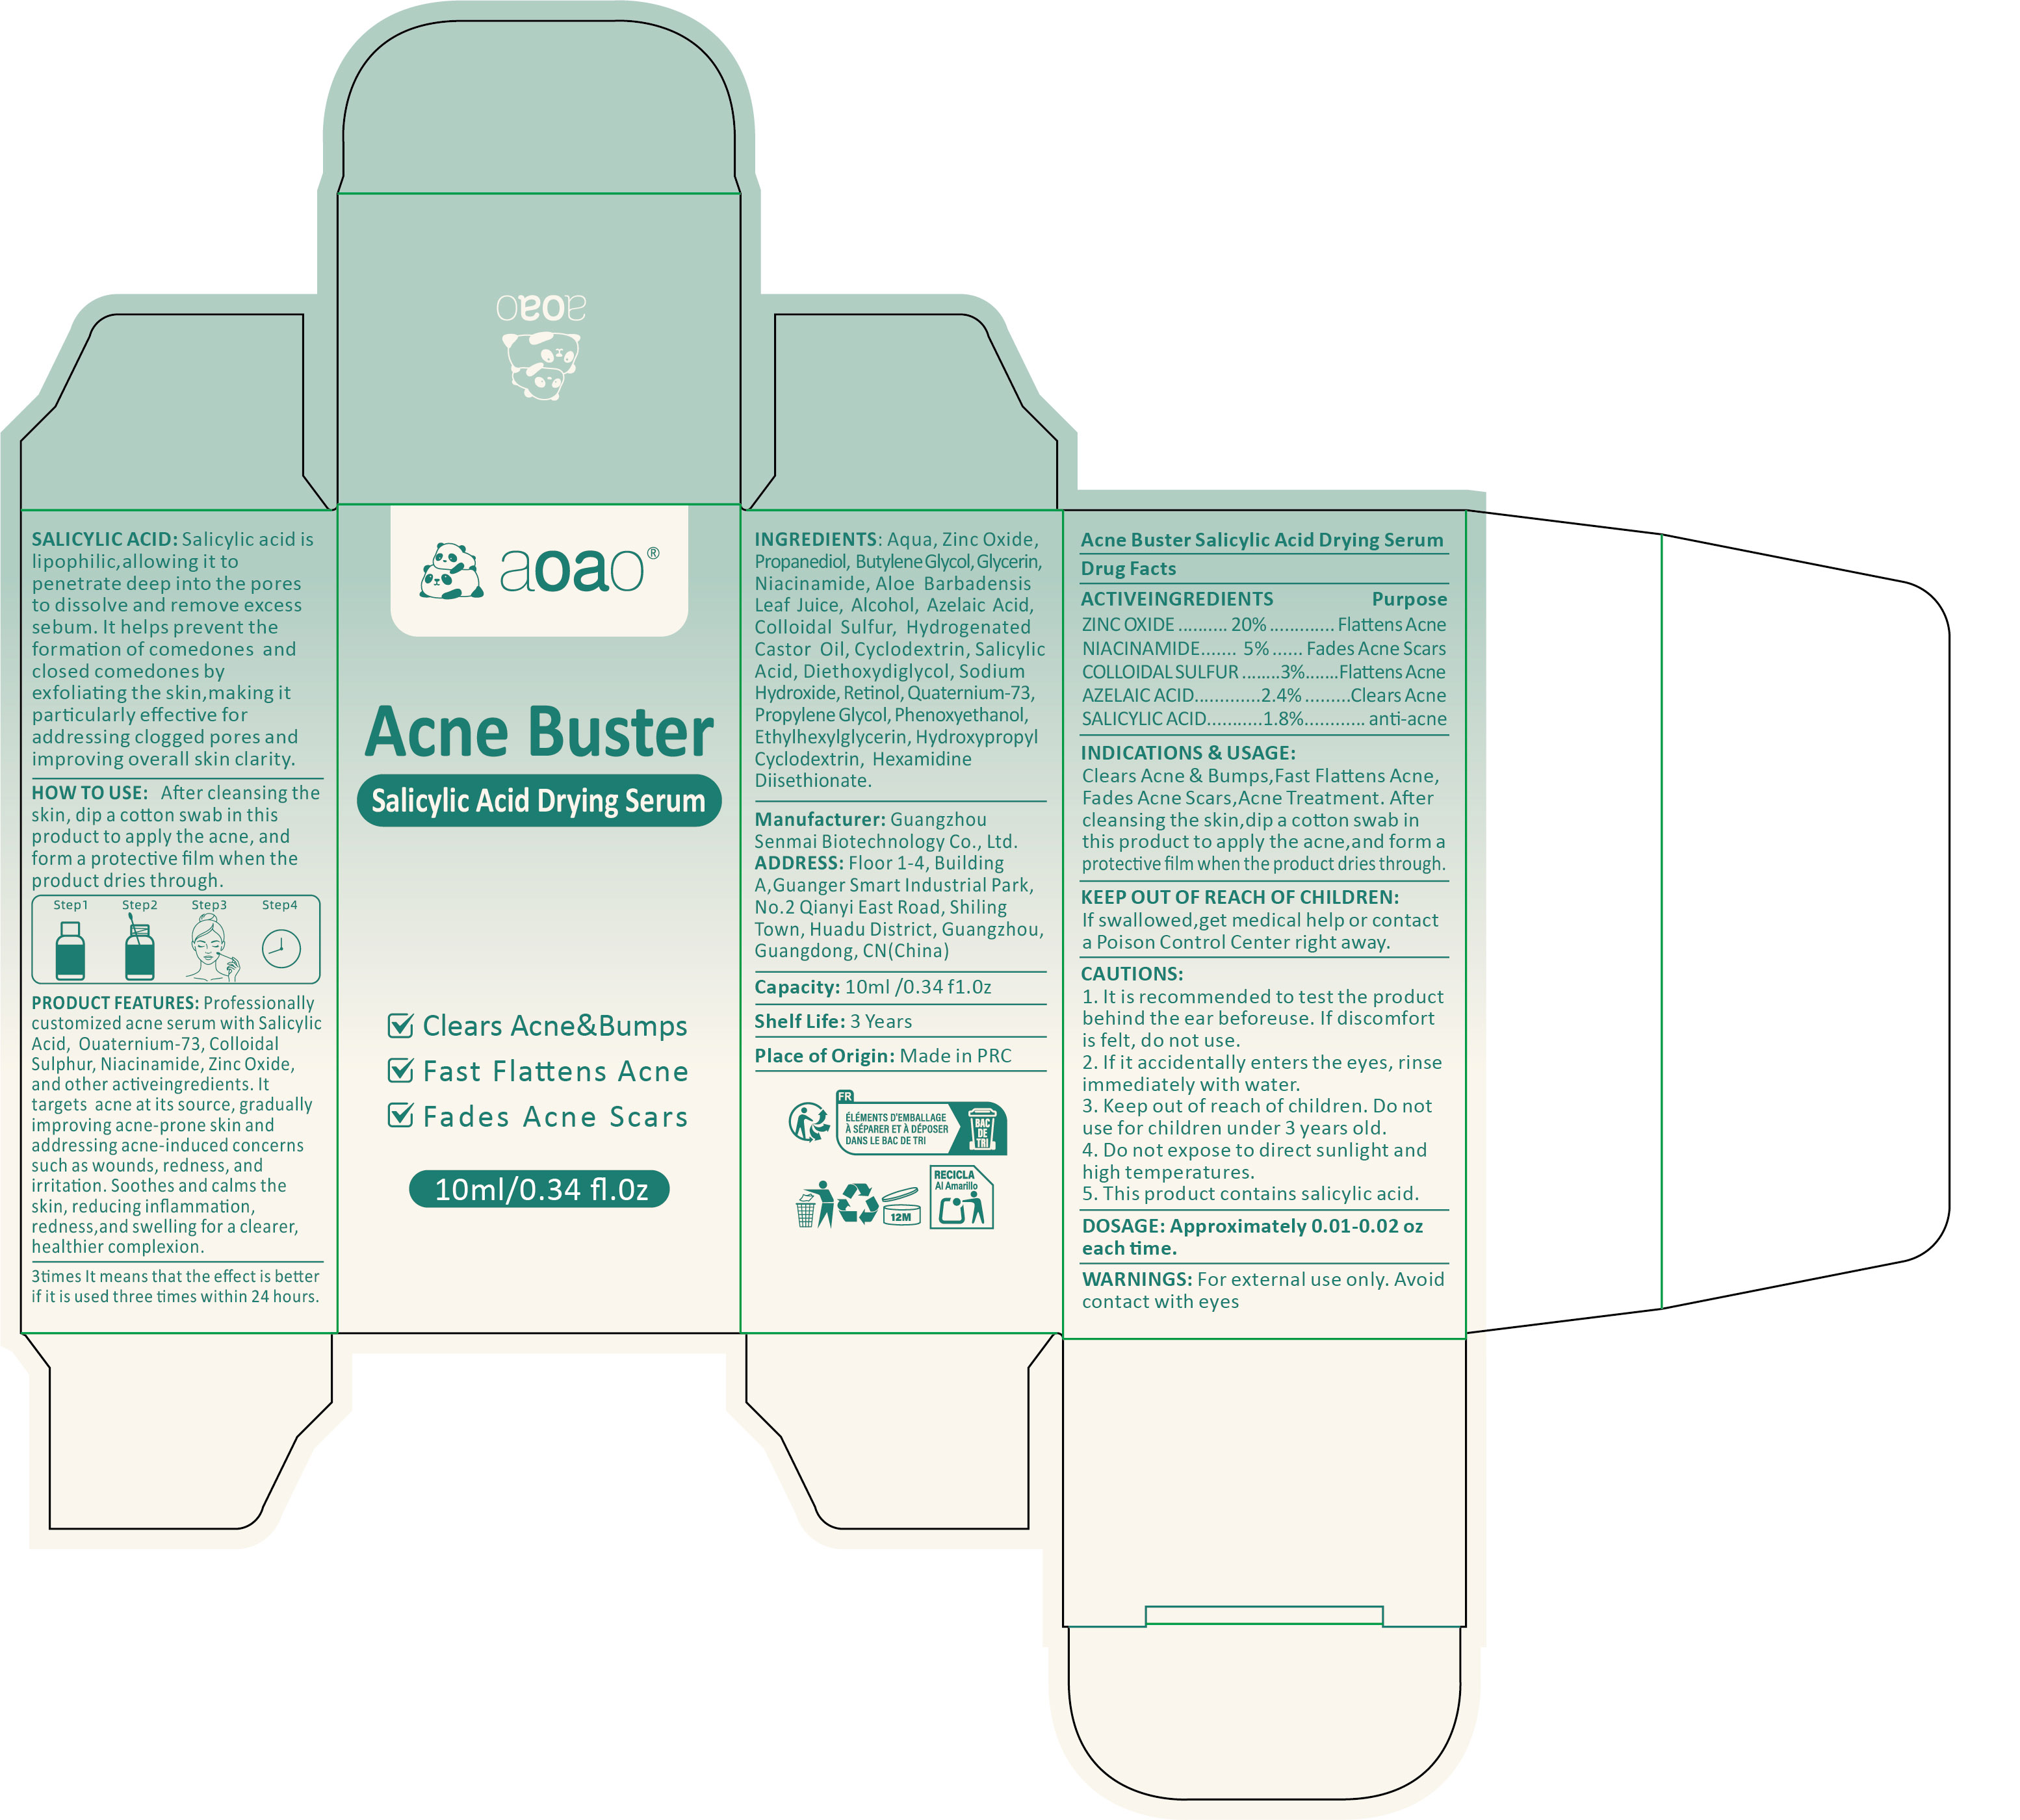 aoao
SALICYLIC ACID: Salicylic acid is
lipophilic,allowing it to
penetrate deep into the pores
to dissolve and remove excess
sebum. It helps prevent the
formation of comedones and
closed comedones by
exfoliating the skin,making it
particularly effective for
addressing clogged pores and
improving overall skin clarity.
HOW TO USE: After cleansing the
skin, dip a cotton swab in this
product to apply the acne, and
form a protective film when the
product dries through.
Step1 Step2 Step3 Step4
PRODUCT FEATURES: Professionally
customized acne serum with Salicylic
Acid, Ouaternium-73, Colloidal
Sulphur, Niacinamide, Zinc Oxide,
and other activeingredients. It
targets acne at its source, gradually
improving acne-prone skin and
addressing acne-induced concerns
such as wounds, redness, and
irritation. Soothes and calms the
skin, reducing inflammation,
redness,and swelling for a clearer,
healthier complexion.
3times It means that the effect is better
if it is used three times within 24 hours.
aoao®
Acne Buster
Salicylic Acid Drying Serum
Clears Acne&Bumps
Fast Flattens Acne
Fades Acne Scars
10ml/0.34 fl.0z
INGREDIENTS: Aqua, Zinc Oxide,
Propanediol, Butylene Glycol, Glycerin,
Niacinamide, Aloe Barbadensis
Leaf Juice, Alcohol, Azelaic Acid,
Colloidal Sulfur, Hydrogenated
Castor Oil, Cyclodextrin, Salicylic
Acid, Diethoxydiglycol, Sodium
Hydroxide, Retinol, Quaternium-73,
Propylene Glycol, Phenoxyethanol,
Ethylhexylglycerin, Hydroxypropyl
Cyclodextrin, Hexamidine
Diisethionate.
Manufacturer: Guangzhou
Senmai Biotechnology Co., Ltd.
ADDRESS: Floor 1-4, Building
A,Guanger Smart Industrial Park,
No.2 Qianyi East Road, Shiling
Town, Huadu District, Guangzhou,
Guangdong, CN(China)
Capacity: 10ml /0.34 f1.0z
Shelf Life: 3 Years
Place of Origin: Made in PRC
FR
ÉLÉMENTS D'EMBALLAGE
À SÉPARER ET À DÉPOSER
DANS LE BAC DE TRI
BAC
DE
TRI
12M
RECICLA
Al Amarillo
Acne Buster Salicylic Acid Drying Serum
Drug Facts
ACTIVEINGREDIENTS Purpose
ZINC OXIDE .......... 20% ............. Flattens Acne
NIACINAMIDE....... 5% ...... Fades Acne Scars
COLLOIDAL SULFUR ........3%.......Flattens Acne
AZELAIC ACID.............2.4% .........Clears Acne
SALICYLIC ACID...........1.8%............ anti-acne
INDICATIONS & USAGE:
Clears Acne & Bumps,Fast Flattens Acne,
Fades Acne Scars,Acne Treatment. After
cleansing the skin,dip a cotton swab in
this product to apply the acne,and form a
protective film when the product dries through.
KEEP OUT OF REACH OF CHILDREN:
If swallowed,get medical help or contact
a Poison Control Center right away.
CAUTIONS:
1. It is recommended to test the product
behind the ear beforeuse. If discomfort
is felt, do not use.
2. If it accidentally enters the eyes, rinse
immediately with water.
3. Keep out of reach of children. Do not
use for children under 3 years old.
4. Do not expose to direct sunlight and
high temperatures.
5. This product contains salicylic acid.
DOSAGE: Approximately 0.01-0.02 oz
each time.
WARNINGS: For external use only. Avoid
contact with eyes